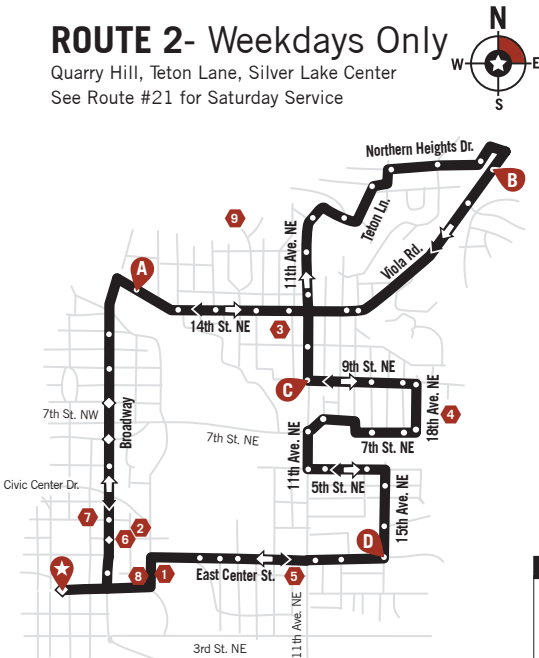 ROUTE 2- Weekdays Only
Quarry Hill, Teton Lane, Silver Lake Center
See Route #21 for Saturday Service
N
W
E
S
Northern Heights Dr.
B
Teton Ln.
9
11th Ave. NE
Viola Rd.
A
14th St. NE
3
9th St. NE
C
18th Ave. NE
4
7th St. NW
Broadway
7th St. NE
11th Ave. NE
7th St. NE
5th St. NE
Civic Center Dr.
15th Ave. NE
7
2
6
D
8
1
East Center St.
5
11th Ave. NE
3rd St. NE